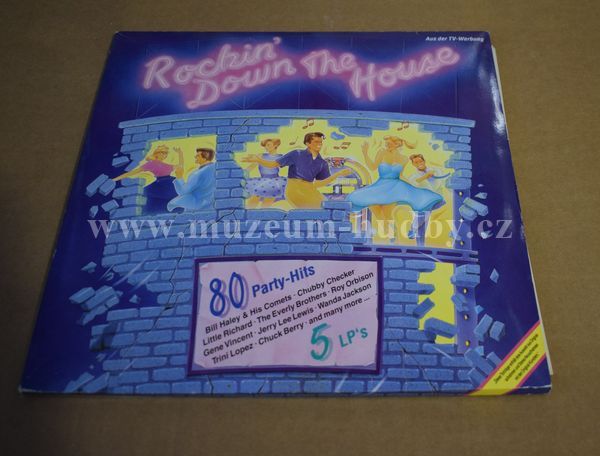 Aus der TV-Werbung
Rockin'
Down The
House
www.muzeum-hudby.cz
80 Party-Hits
Bill Haley & His Comets · Chubby Checker
Little Richard · The Everly Brothers · Roy Orbison
Gene Vincent · Jerry Lee Lewis · Wanda Jackson
Trini Lopez · Chuck Berry · and many more ...
5 LP's